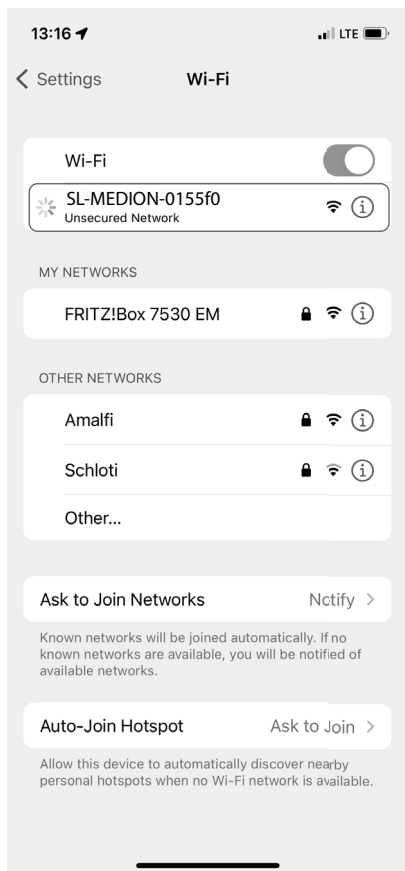 13:16 LTE
Settings Wi-Fi
Wi-Fi
SL-MEDION-0155f0
Unsecured Network
MY NETWORKS
FRITZ!Box 7530 EM
OTHER NETWORKS
Amalfi
Schloti
Other...
Ask to Join Networks Notify
Known networks will be joined automatically. If no
known networks are available, you will be notified of
available networks.
Auto-Join Hotspot Ask to Join
Allow this device to automatically discover nearby
personal hotspots when no Wi-Fi network is available.